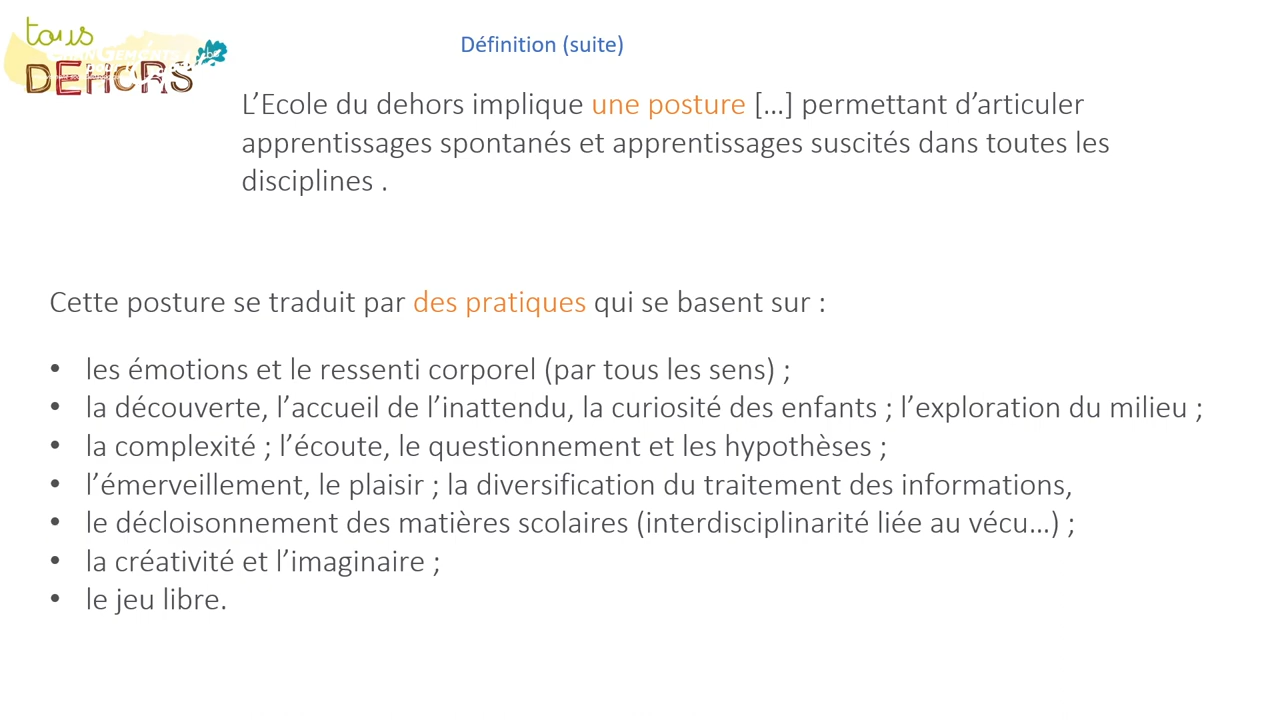 tous
DEHORS
Définition (suite)
L’Ecole du dehors implique une posture […] permettant d’articuler
apprentissages spontanés et apprentissages suscités dans toutes les
disciplines .
Cette posture se traduit par des pratiques qui se basent sur :
• les émotions et le ressenti corporel (par tous les sens) ;
• la découverte, l’accueil de l’inattendu, la curiosité des enfants ; l’exploration du milieu ;
• la complexité ; l’écoute, le questionnement et les hypothèses ;
• l’émerveillement, le plaisir ; la diversification du traitement des informations,
• le décloisonnement des matières scolaires (interdisciplinarité liée au vécu…) ;
• la créativité et l’imaginaire ;
• le jeu libre.